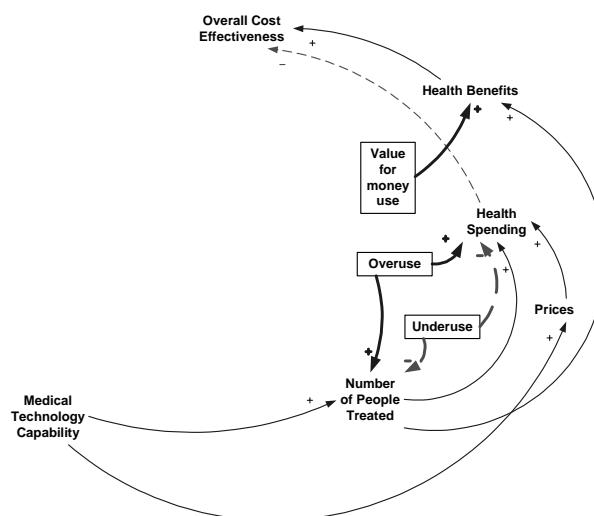 Overall Cost
Effectiveness
+
−
Health Benefits
+
+
Value
for
money
use
Health
Spending
+
+
−
+
Overuse
Prices
+
Underuse
+
−
Number
of People
Treated
+
Medical
Technology
Capability